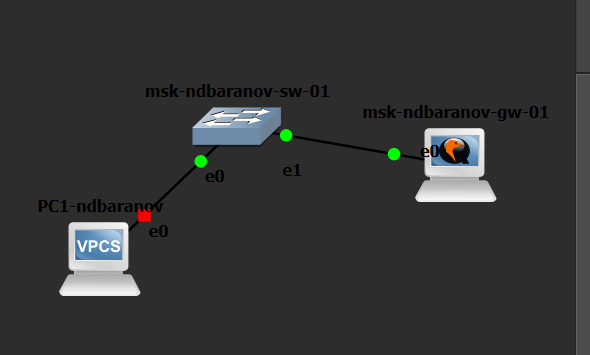 msk-ndbaranov-sw-01
msk-ndbaranov-gw-01
e0
e1
e0
PC1-ndbaranov
e0
VPCS